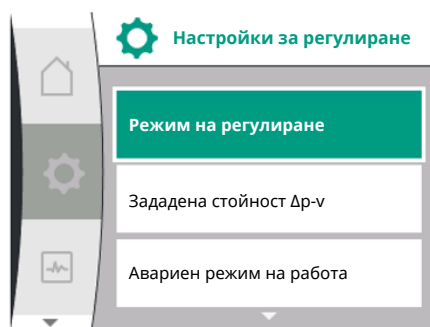 Настройки за регулиране
Режим на регулиране
Зададена стойност Δp-v
Авариен режим на работа